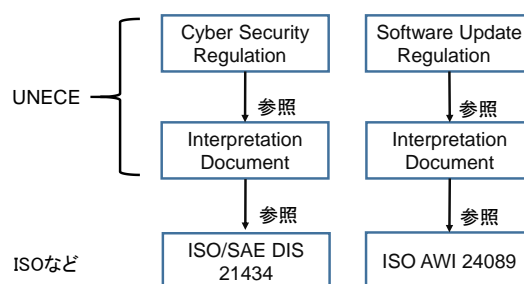 Cyber Security
Regulation
Software Update
Regulation
UNECE
参照
参照
Interpretation
Document
Interpretation
Document
参照
参照
ISOなど
ISO/SAE DIS
21434
ISO AWI 24089